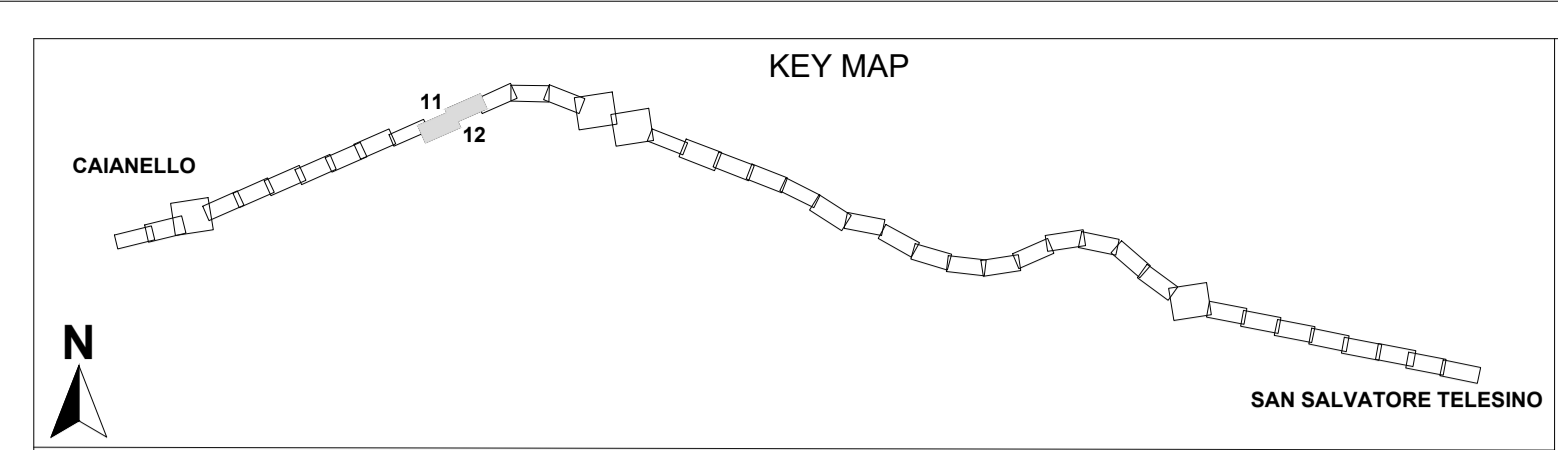 KEY MAP
11
12
CAIANELLO
N
SAN SALVATORE TELESINO